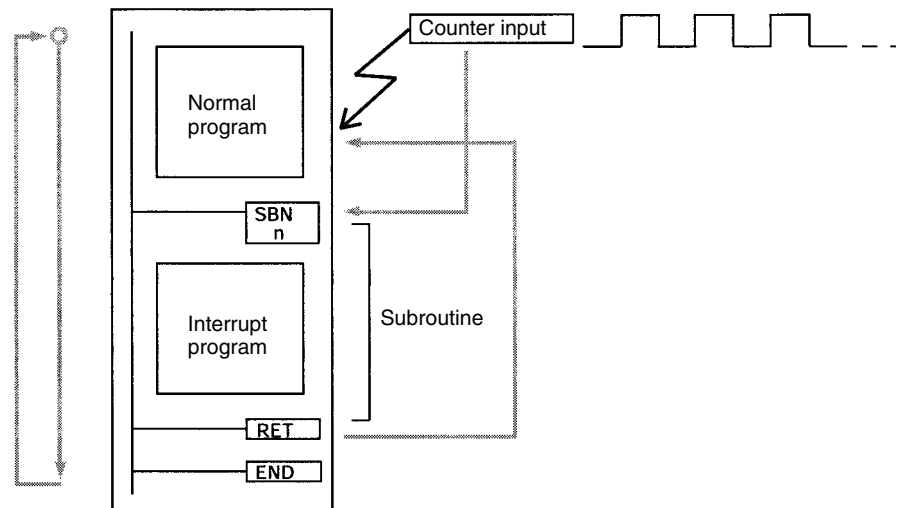 Counter input
Normal
program
SBN
n
Interrupt
program
Subroutine
RET
END